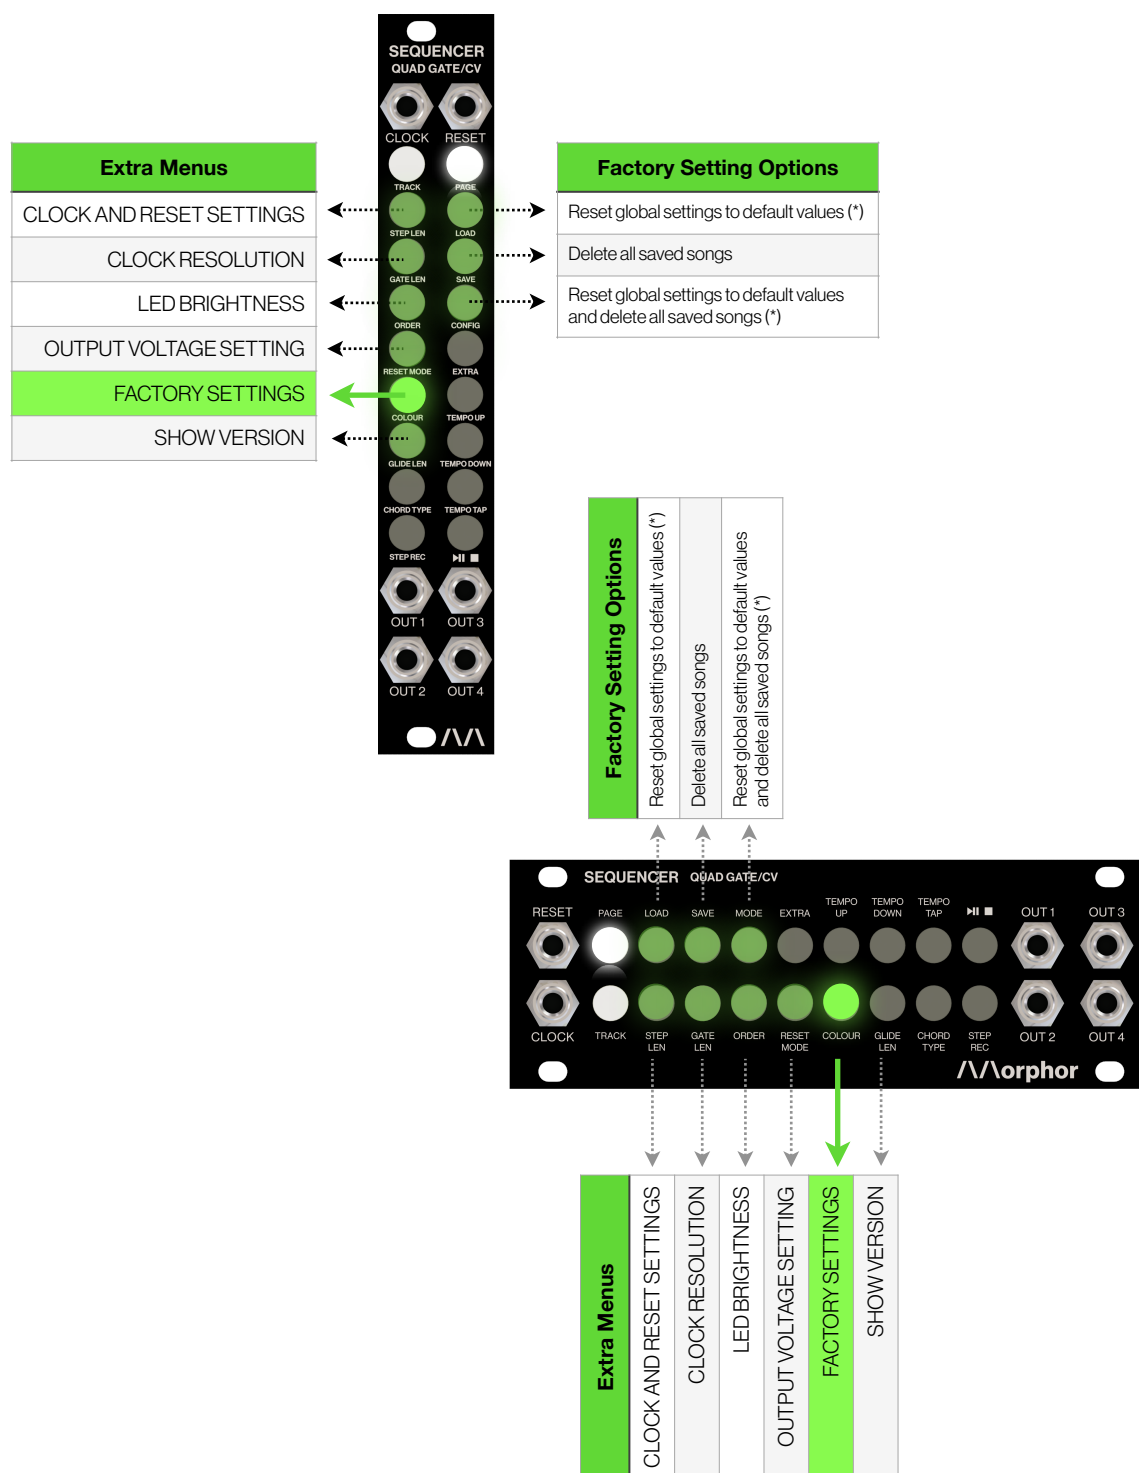 SEQUENCER
QUAD GATE/CV
CLOCK RESET
TRACK PAGE
STEP LEN LOAD
GATE LEN SAVE
ORDER CONFIG
RESET MODE EXTRA
COLOUR TEMPO UP
GLIDE LEN TEMPO DOWN
CHORD TYPE TEMPO TAP
STEP REC
OUT 1 OUT 3
OUT 2 OUT 4
Extra Menus
CLOCK AND RESET SETTINGS
CLOCK RESOLUTION
LED BRIGHTNESS
OUTPUT VOLTAGE SETTING
FACTORY SETTINGS
SHOW VERSION
Factory Setting Options
Reset global settings to default values (*)
Delete all saved songs
Reset global settings to default values
and delete all saved songs (*)
Factory Setting Options
Reset global settings to default values (*)
Delete all saved songs
Reset global settings to default values
and delete all saved songs (*)
SEQUENCER QUAD GATE/CV
RESET PAGE LOAD SAVE MODE EXTRA TEMPO UP TEMPO DOWN TEMPO TAP OUT 1 OUT 3
CLOCK TRACK STEP LEN GATE LEN ORDER RESET MODE COLOUR GLIDE LEN CHORD TYPE STEP REC OUT 2 OUT 4
/\/\orphor
Extra Menus
CLOCK AND RESET SETTINGS
CLOCK RESOLUTION
LED BRIGHTNESS
OUTPUT VOLTAGE SETTING
FACTORY SETTINGS
SHOW VERSION